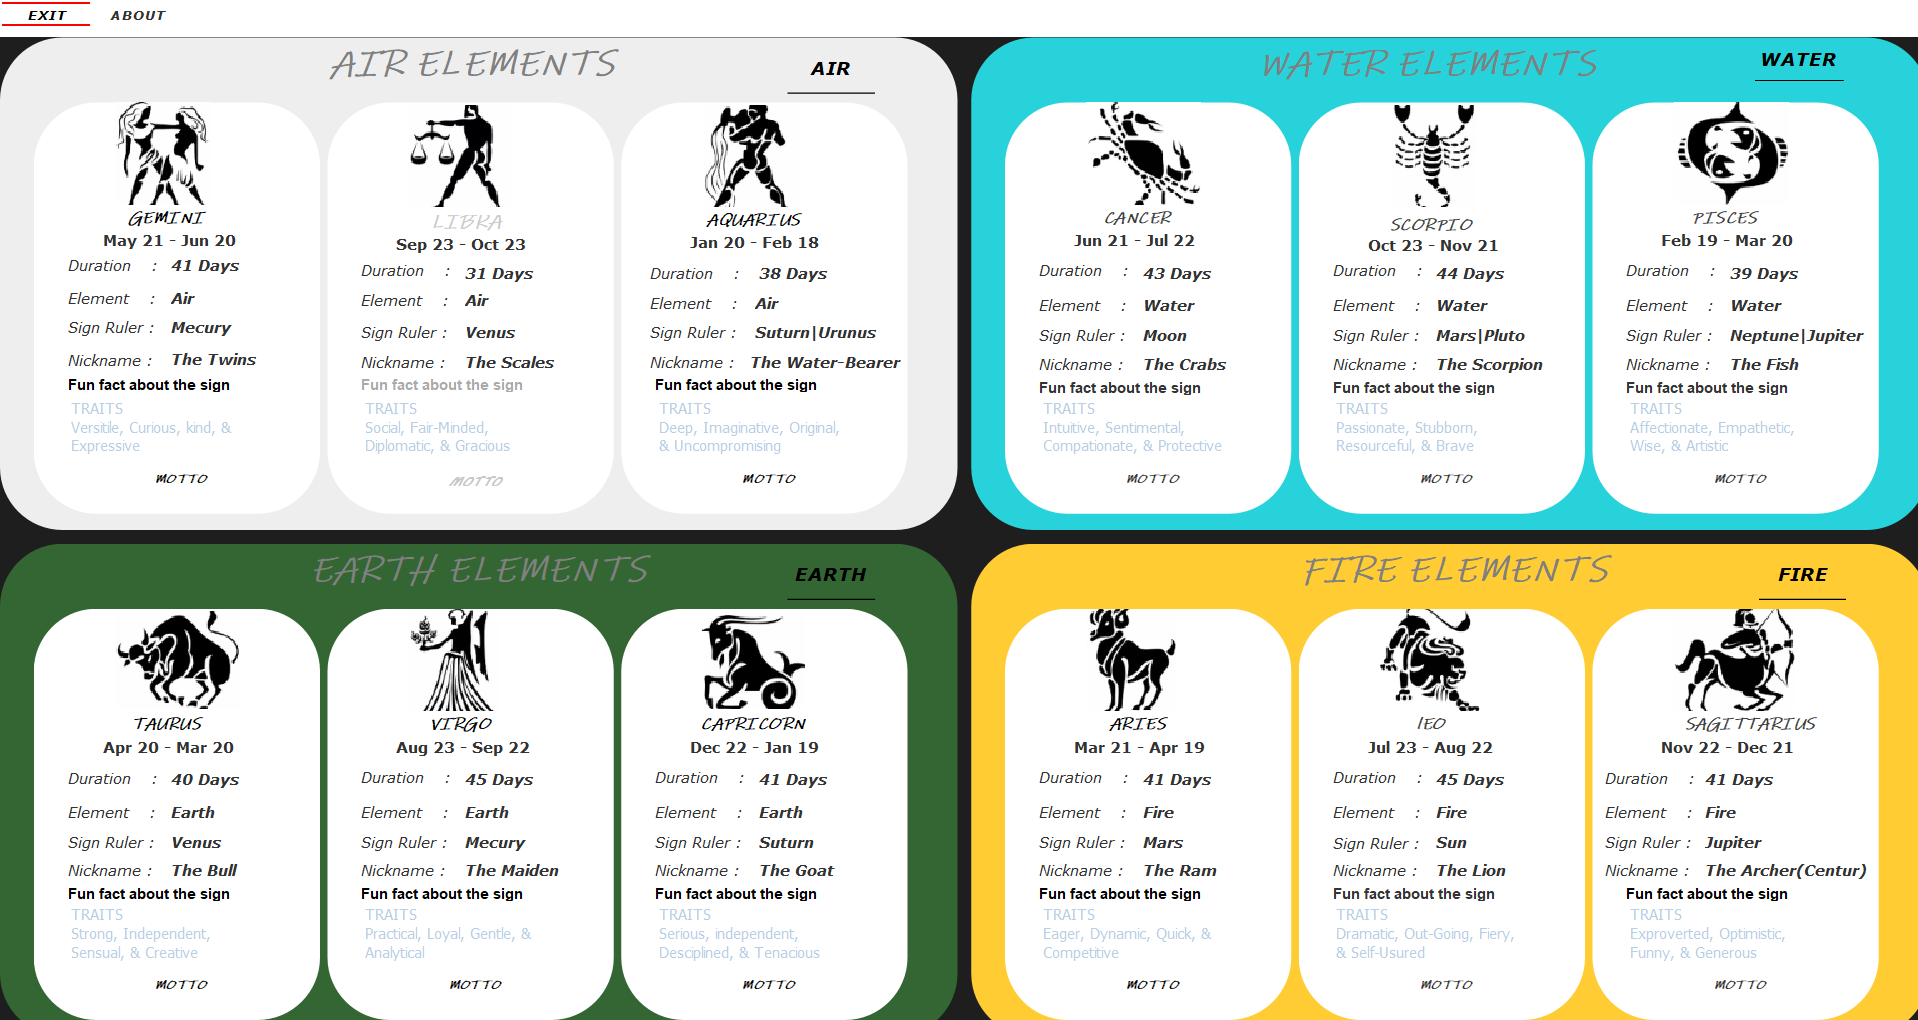 EXIT ABOUT
AIR ELEMENTS
AIR
GEMINI
May 21 - Jun 20
Duration : 41 Days
Element : Air
Sign Ruler : Mecury
Nickname : The Twins
Fun fact about the sign
TRAITS
Versitile, Curious, kind, &
Expressive
MOTTO
LIBRA
Sep 23 - Oct 23
Duration : 31 Days
Element : Air
Sign Ruler : Venus
Nickname : The Scales
Fun fact about the sign
TRAITS
Social, Fair-Minded,
Diplomatic, & Gracious
MOTTO
AQUARIUS
Jan 20 - Feb 18
Duration : 38 Days
Element : Air
Sign Ruler : Suturn|Urunus
Nickname : The Water-Bearer
Fun fact about the sign
TRAITS
Deep, Imaginative, Original,
& Uncompromising
MOTTO
WATER ELEMENTS
WATER
CANCER
Jun 21 - Jul 22
Duration : 43 Days
Element : Water
Sign Ruler : Moon
Nickname : The Crabs
Fun fact about the sign
TRAITS
Intuitive, Sentimental,
Compationate, & Protective
MOTTO
SCORPIO
Oct 23 - Nov 21
Duration : 44 Days
Element : Water
Sign Ruler : Mars|Pluto
Nickname : The Scorpion
Fun fact about the sign
TRAITS
Passionate, Stubborn,
Resourceful, & Brave
MOTTO
PISCES
Feb 19 - Mar 20
Duration : 39 Days
Element : Water
Sign Ruler : Neptune|Jupiter
Nickname : The Fish
Fun fact about the sign
TRAITS
Affectionate, Empathetic,
Wise, & Artistic
MOTTO
EARTH ELEMENTS
EARTH
TAURUS
Apr 20 - Mar 20
Duration : 40 Days
Element : Earth
Sign Ruler : Venus
Nickname : The Bull
Fun fact about the sign
TRAITS
Strong, Independent,
Sensual, & Creative
MOTTO
VIRGO
Aug 23 - Sep 22
Duration : 45 Days
Element : Earth
Sign Ruler : Mecury
Nickname : The Maiden
Fun fact about the sign
TRAITS
Practical, Loyal, Gentle, &
Analytical
MOTTO
CAPRICORN
Dec 22 - Jan 19
Duration : 41 Days
Element : Earth
Sign Ruler : Suturn
Nickname : The Goat
Fun fact about the sign
TRAITS
Serious, independent,
Desciplined, & Tenacious
MOTTO
FIRE ELEMENTS
FIRE
ARIES
Mar 21 - Apr 19
Duration : 41 Days
Element : Fire
Sign Ruler : Mars
Nickname : The Ram
Fun fact about the sign
TRAITS
Eager, Dynamic, Quick, &
Competitive
MOTTO
lEO
Jul 23 - Aug 22
Duration : 45 Days
Element : Fire
Sign Ruler : Sun
Nickname : The Lion
Fun fact about the sign
TRAITS
Dramatic, Out-Going, Fiery,
& Self-Usured
MOTTO
SAGITTARIUS
Nov 22 - Dec 21
Duration : 41 Days
Element : Fire
Sign Ruler : Jupiter
Nickname : The Archer(Centur)
Fun fact about the sign
TRAITS
Exproverted, Optimistic,
Funny, & Generous
MOTTO